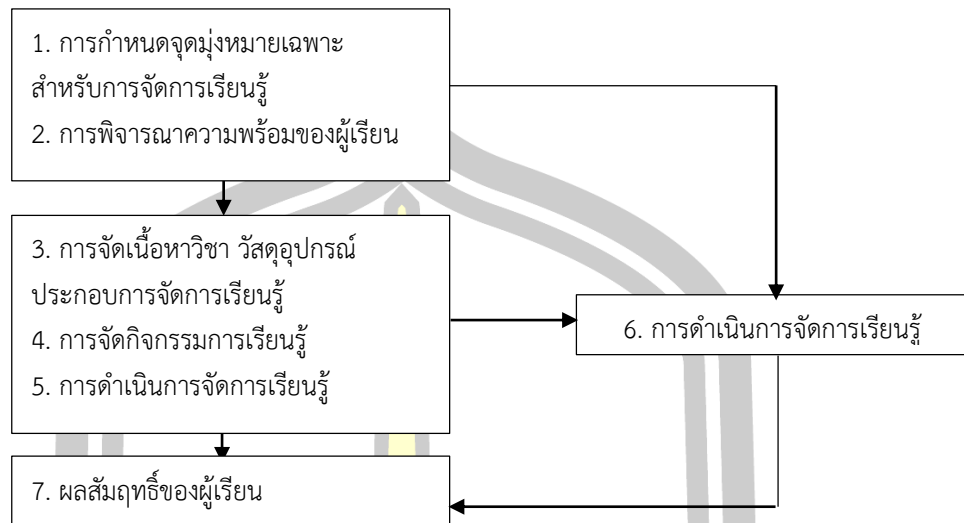 1. การกำหนดจุดมุ่งหมายเฉพาะ
สำหรับการจัดการเรียนรู้
2. การพิจารณาความพร้อมของผู้เรียน
3. การจัดเนื้อหาวิชา วัสดุอุปกรณ์
ประกอบการจัดการเรียนรู้
4. การจัดกิจกรรมการเรียนรู้
5. การดำเนินการจัดการเรียนรู้
6. การดำเนินการจัดการเรียนรู้
7. ผลสัมฤทธิ์ของผู้เรียน